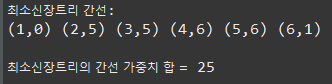 최소신장트리 간선:
(1,0) (2,5) (3,5) (4,6) (5,6) (6,1)
최소신장트리의 간선 가중치 합 = 25